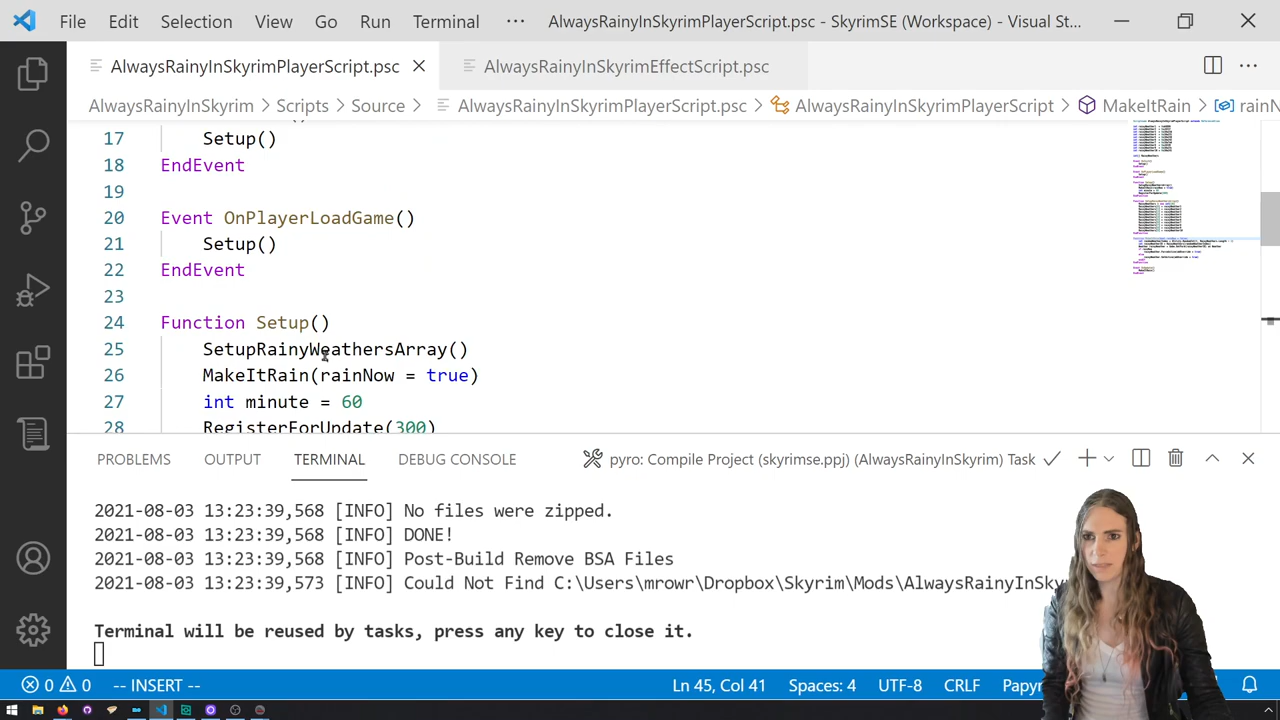 File Edit Selection View Go Run Terminal ··· AlwaysRainyInSkyrimPlayerScript.psc - SkyrimSE (Workspace) - Visual St...
AlwaysRainyInSkyrimPlayerScript.psc AlwaysRainyInSkyrimEffectScript.psc
AlwaysRainyInSkyrim > Scripts > Source > AlwaysRainyInSkyrimPlayerScript.psc > AlwaysRainyInSkyrimPlayerScript > MakeItRain > rainN
17 Setup()
18 EndEvent
19
20 Event OnPlayerLoadGame()
21 Setup()
22 EndEvent
23
24 Function Setup()
25 SetupRainyWeathersArray()
26 MakeItRain(rainNow = true)
27 int minute = 60
28 RegisterForUpdate(300)
PROBLEMS OUTPUT TERMINAL DEBUG CONSOLE pyro: Compile Project (skyrimse.ppj) (AlwaysRainyInSkyrim) Task
2021-08-03 13:23:39,568 [INFO] No files were zipped.
2021-08-03 13:23:39,568 [INFO] DONE!
2021-08-03 13:23:39,568 [INFO] Post-Build Remove BSA Files
2021-08-03 13:23:39,573 [INFO] Could Not Find C:\Users\mrowr\Dropbox\Skyrim\Mods\AlwaysRainyInSky
Terminal will be reused by tasks, press any key to close it.
0 0 -- INSERT -- Ln 45, Col 41 Spaces: 4 UTF-8 CRLF Papyr